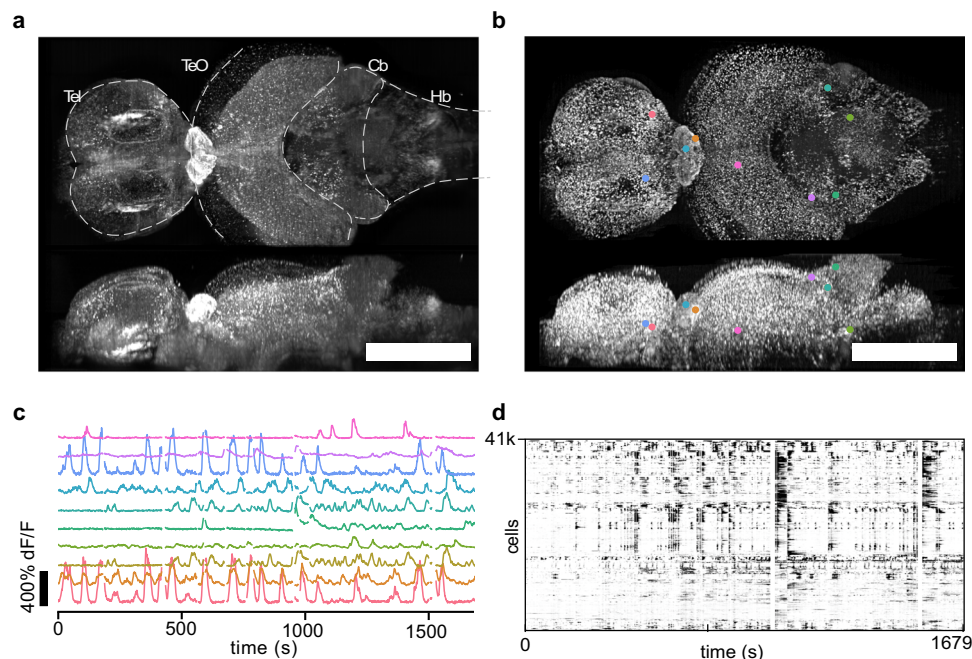 a
b
Tel
TeO
Cb
Hb
c
d
400% dF/F
0
500
1000
1500
time (s)
41k
cells
0
1679
time (s)